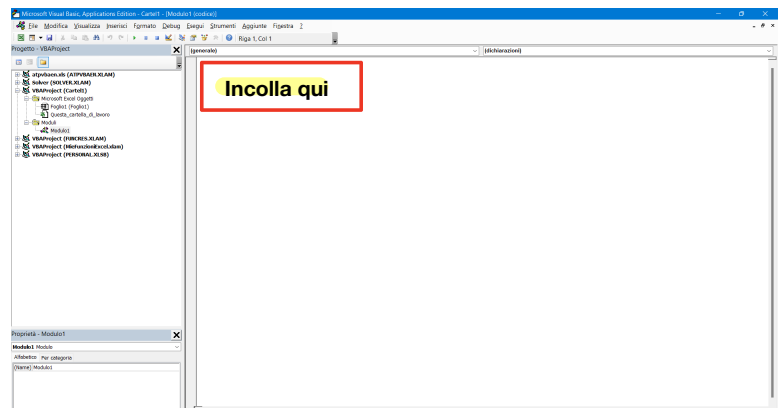 Microsoft Visual Basic, Applications Edition - Cartel1 - [Modulo1 (codice)]
File Modifica Visualizza Inserisci Formato Debug Esegui Strumenti Aggiunte Finestra ?
Riga 1, Col 1
Progetto - VBAProject
(generale)
(dichiarazioni)
atpvbaen.xls (ATPVBAEN.XLAM)
Solver (SOLVER.XLAM)
VBAProject (Cartel1)
Microsoft Excel Oggetti
Foglio1 (Foglio1)
Questa_cartella_di_lavoro
Moduli
Modulo1
VBAProject (FUNCRES.XLAM)
VBAProject (MieFunzioniExcel.xlam)
VBAProject (PERSONAL.XLSB)
Incolla qui
Proprietà - Modulo1
Modulo1 Modulo
Alfabetico Per categoria
(Name) Modulo1